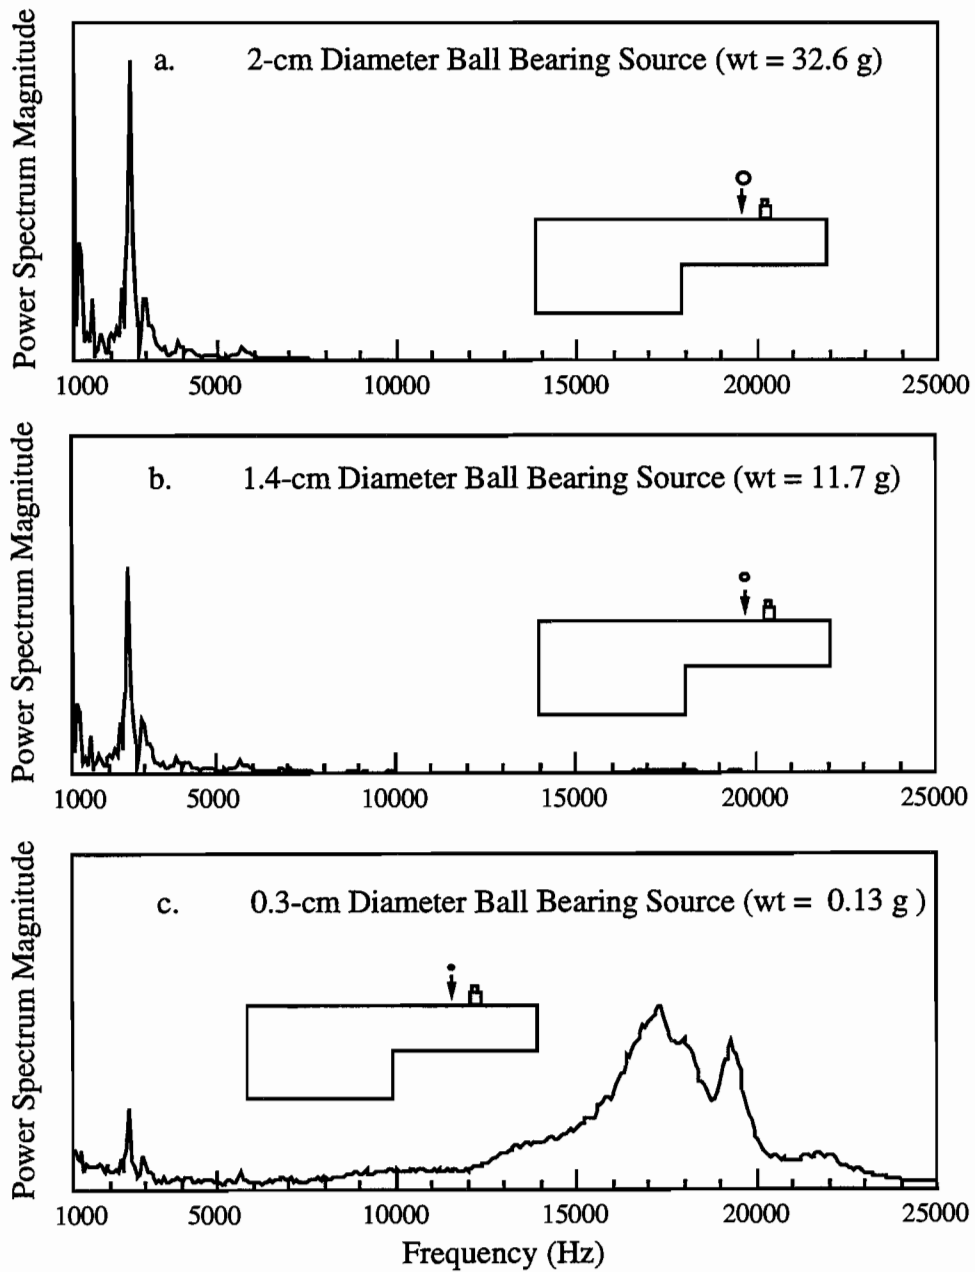 Power Spectrum Magnitude
a. 2-cm Diameter Ball Bearing Source (wt = 32.6 g)
1000 5000 10000 15000 20000 25000
Power Spectrum Magnitude
b. 1.4-cm Diameter Ball Bearing Source (wt = 11.7 g)
1000 5000 10000 15000 20000 25000
Power Spectrum Magnitude
c. 0.3-cm Diameter Ball Bearing Source (wt = 0.13 g )
1000 5000 10000 15000 20000 25000
Frequency (Hz)